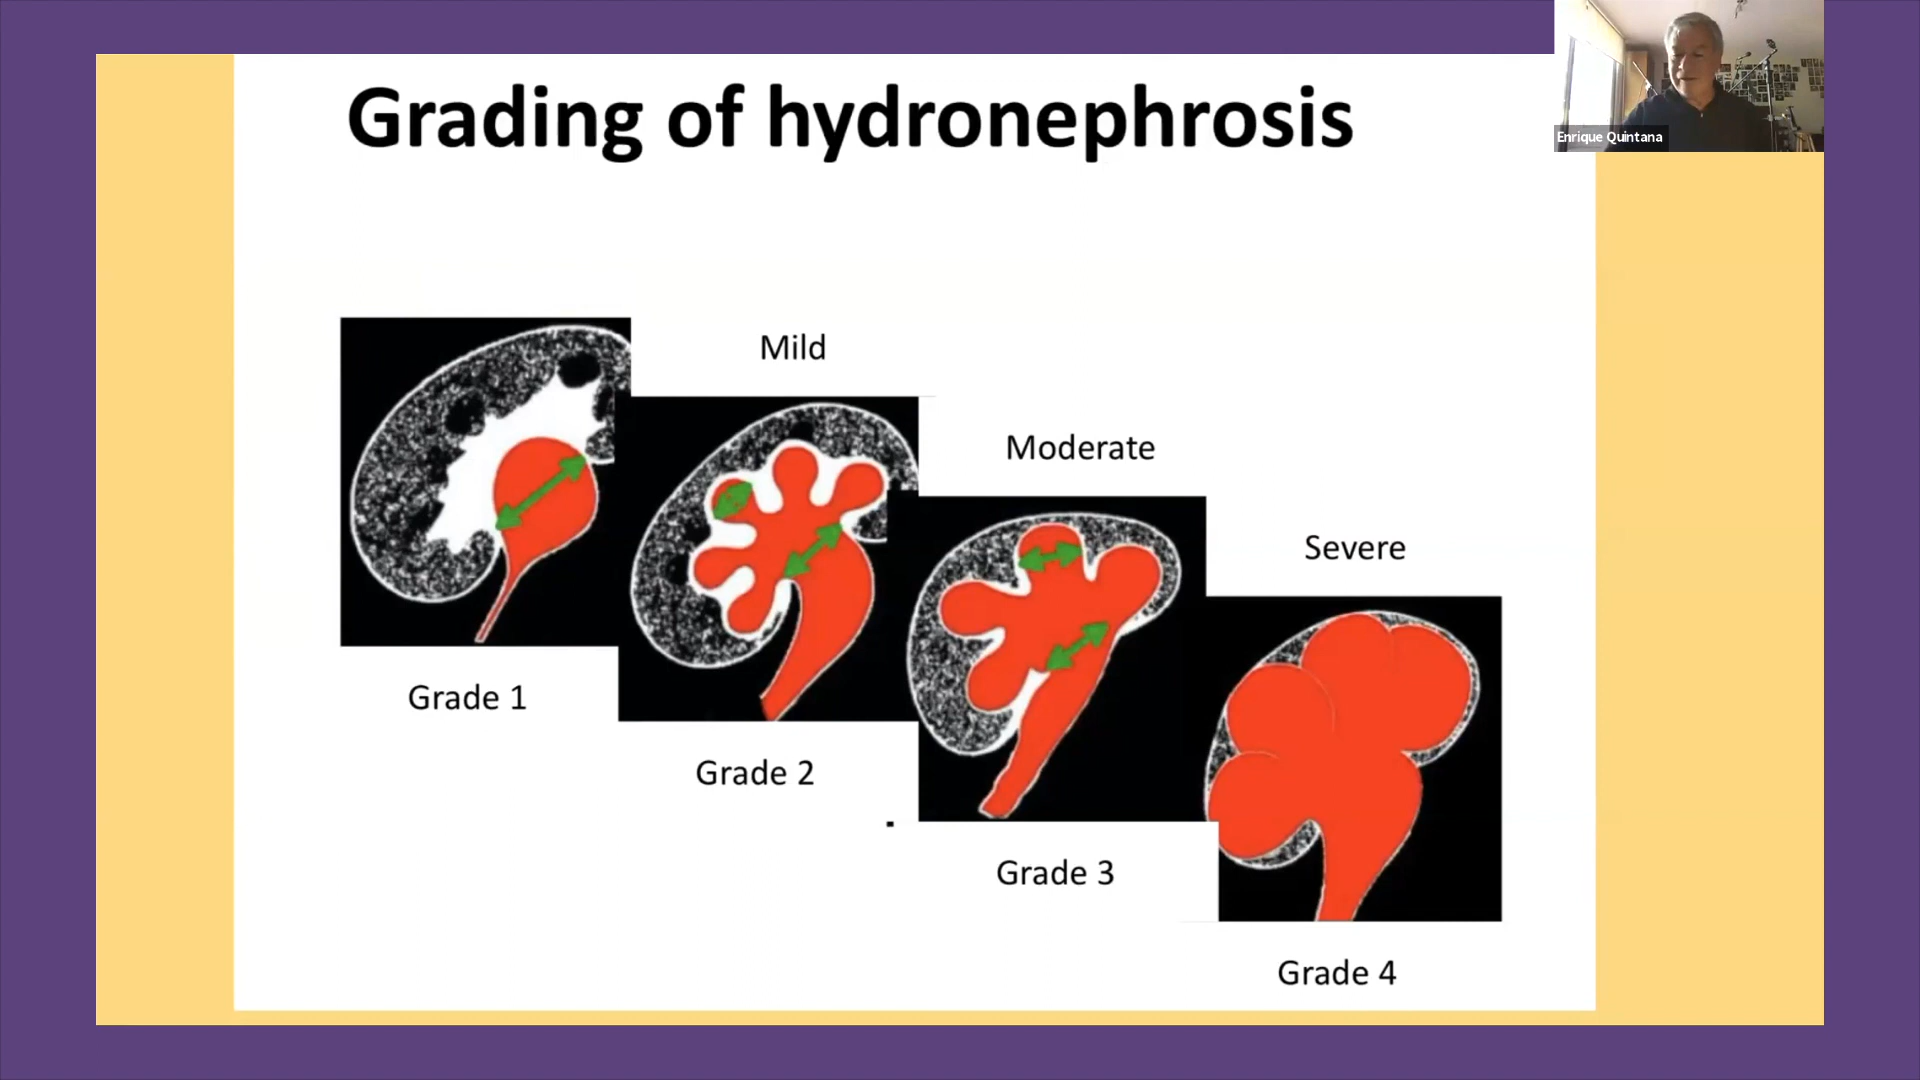 Grading of hydronephrosis
Enrique Quintana
Mild
Moderate
Severe
Grade 1
Grade 2
Grade 3
Grade 4